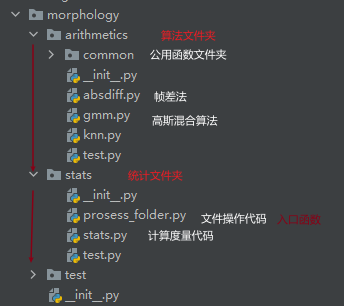 morphology
arithmetics 算法文件夹
common 公用函数文件夹
__init__.py
absdiff.py 帧差法
gmm.py 高斯混合算法
knn.py
test.py
stats 统计文件夹
__init__.py
prosess_folder.py 文件操作代码 入口函数
stats.py 计算度量代码
test.py
test
__init__.py